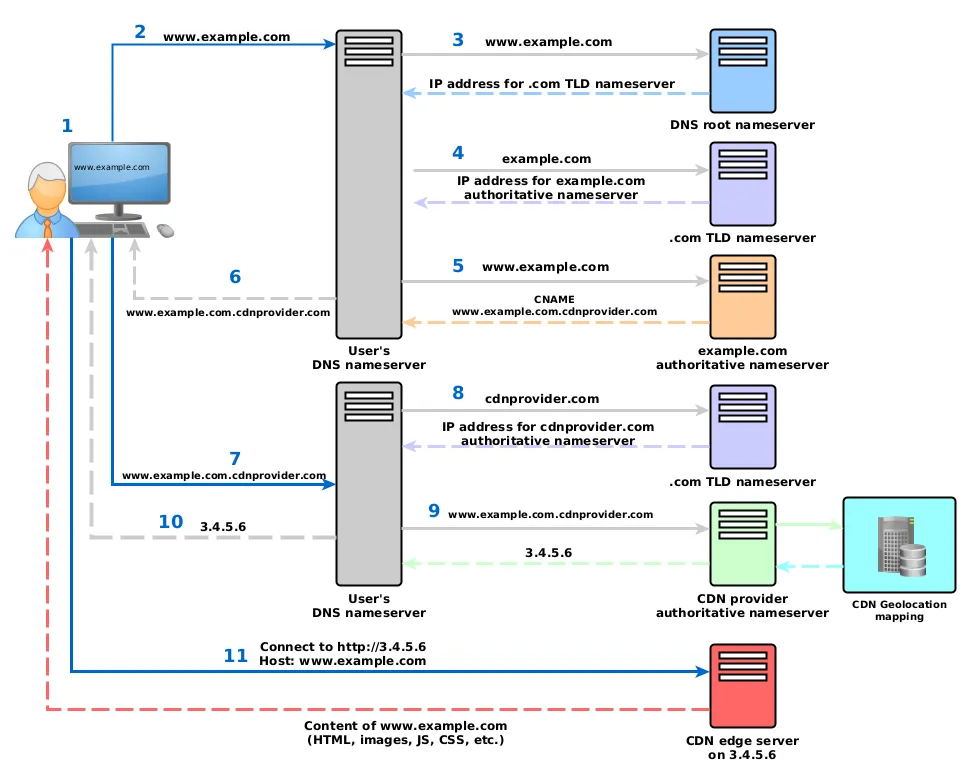 2 www.example.com
3 www.example.com
IP address for .com TLD nameserver
DNS root nameserver
1
www.example.com
4 example.com
IP address for example.com
authoritative nameserver
.com TLD nameserver
5 www.example.com
6
CNAME
www.example.com.cdnprovider.com
www.example.com.cdnprovider.com
User's
DNS nameserver
example.com
authoritative nameserver
8 cdnprovider.com
IP address for cdnprovider.com
authoritative nameserver
7
www.example.com.cdnprovider.com
.com TLD nameserver
9 www.example.com.cdnprovider.com
10 3.4.5.6
3.4.5.6
User's
DNS nameserver
CDN provider
authoritative nameserver
CDN Geolocation
mapping
11 Connect to http://3.4.5.6
Host: www.example.com
Content of www.example.com
(HTML, images, JS, CSS, etc.)
CDN edge server
on 3.4.5.6